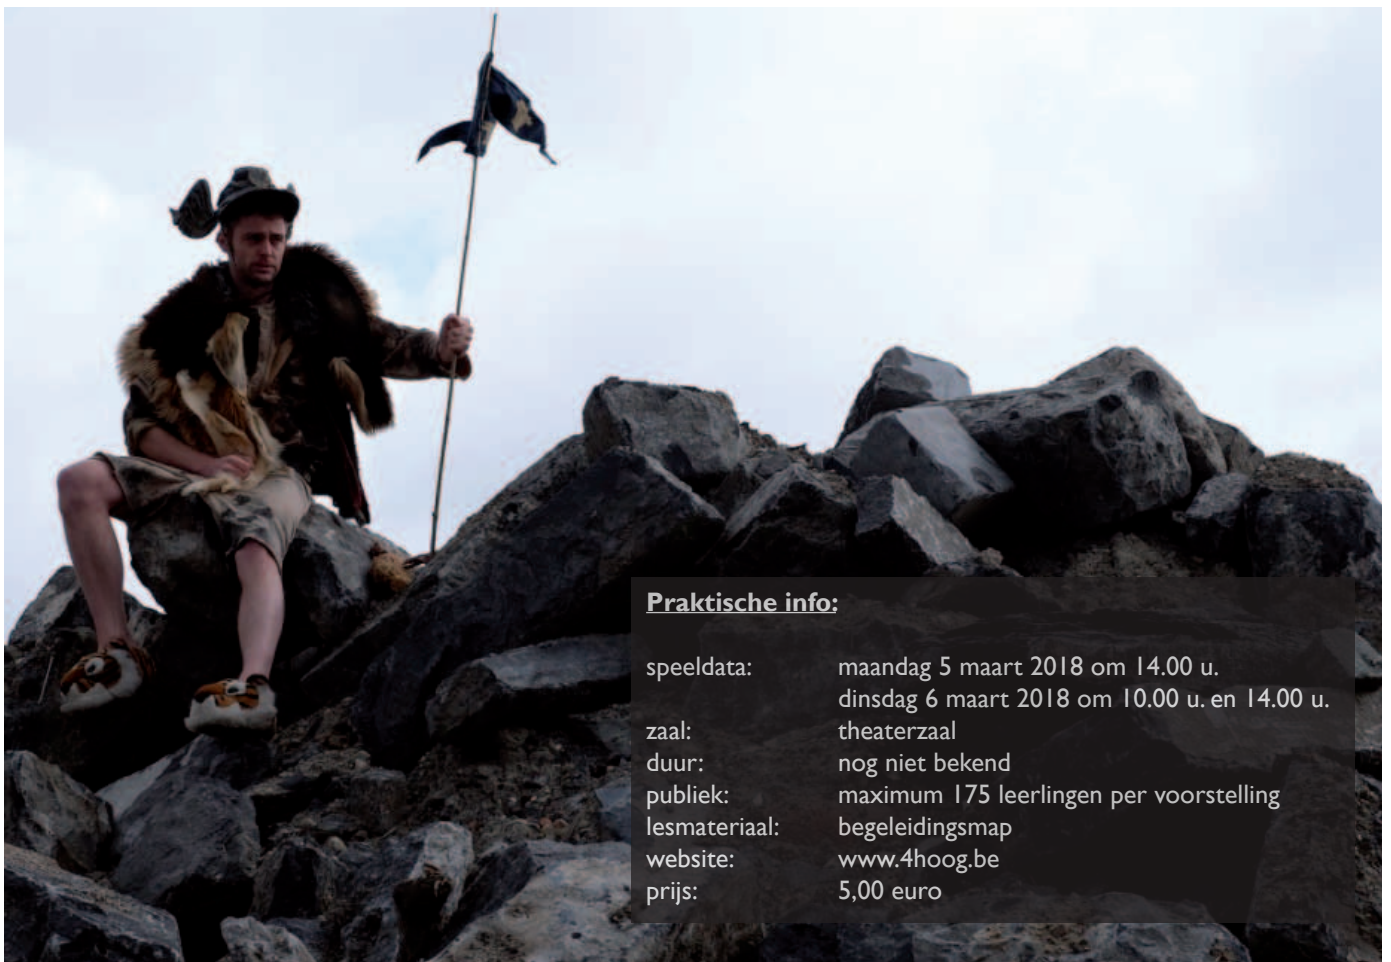 Praktische info:
speeldata: maandag 5 maart 2018 om 14.00 u.
dinsdag 6 maart 2018 om 10.00 u. en 14.00 u.
zaal: theaterzaal
duur: nog niet bekend
publiek: maximum 175 leerlingen per voorstelling
lesmateriaal: begeleidingsmap
website: www.4hoog.be
prijs: 5,00 euro